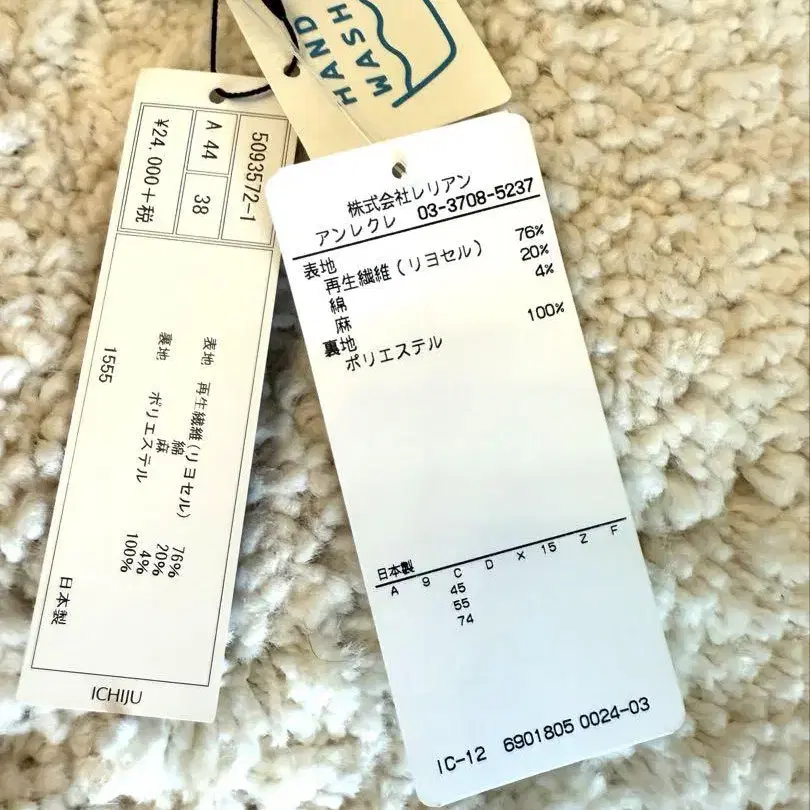 HAND
WASH
5093572-1
A 44
38
¥24,000+税
表地 再生繊維(リヨセル) 76%
綿 20%
麻 4%
裏地 ポリエステル 100%
1555
日本製
ICHIJU
株式会社レリアン
アンレクレ 03-3708-5237
表地
再生繊維(リヨセル) 76%
綿 20%
麻 4%
裏地
ポリエステル 100%
日本製
A 9 C D X 15 Z F
45
55
74
IC-12 6901805 0024-03